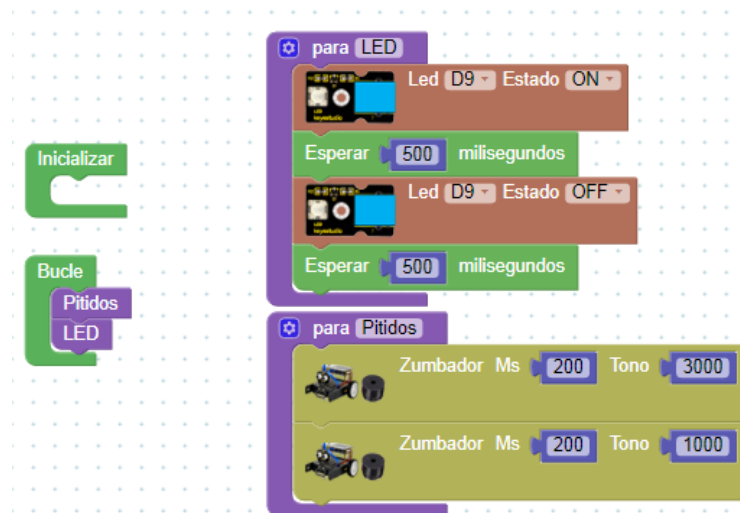 Inicializar
Bucle
Pitidos
LED
para LED
Led D9 Estado ON
Esperar 500 milisegundos
Led D9 Estado OFF
Esperar 500 milisegundos
para Pitidos
Zumbador Ms 200 Tono 3000
Zumbador Ms 200 Tono 1000